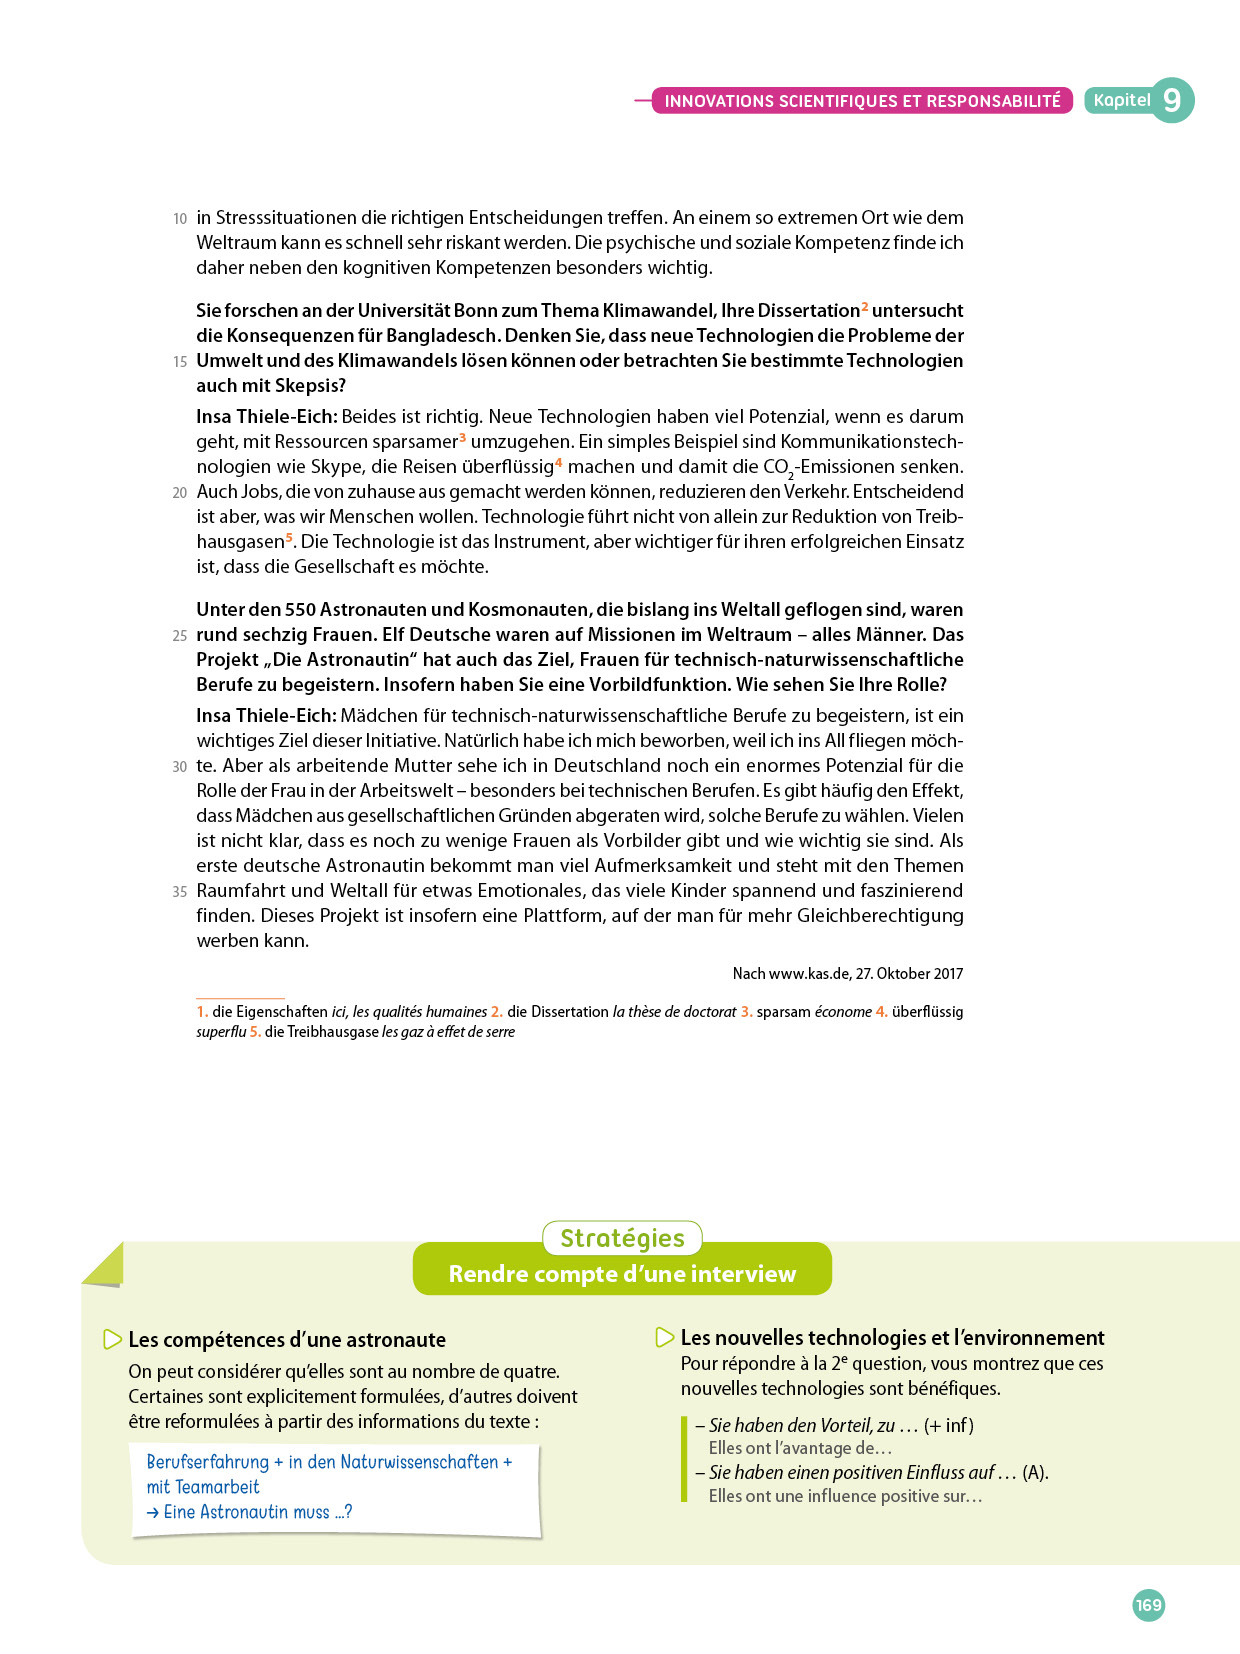 INNOVATIONS SCIENTIFIQUES ET RESPONSABILITÉ Kapitel 9
10 in Stresssituationen die richtigen Entscheidungen treffen. An einem so extremen Ort wie dem
Weltraum kann es schnell sehr riskant werden. Die psychische und soziale Kompetenz finde ich
daher neben den kognitiven Kompetenzen besonders wichtig.
Sie forschen an der Universität Bonn zum Thema Klimawandel, Ihre Dissertation2 untersucht
die Konsequenzen für Bangladesch. Denken Sie, dass neue Technologien die Probleme der
15 Umwelt und des Klimawandels lösen können oder betrachten Sie bestimmte Technologien
auch mit Skepsis?
Insa Thiele-Eich: Beides ist richtig. Neue Technologien haben viel Potenzial, wenn es darum
geht, mit Ressourcen sparsamer3 umzugehen. Ein simples Beispiel sind Kommunikationstech-
nologien wie Skype, die Reisen überflüssig4 machen und damit die CO2-Emissionen senken.
20 Auch Jobs, die von zuhause aus gemacht werden können, reduzieren den Verkehr. Entscheidend
ist aber, was wir Menschen wollen. Technologie führt nicht von allein zur Reduktion von Treib-
hausgasen5. Die Technologie ist das Instrument, aber wichtiger für ihren erfolgreichen Einsatz
ist, dass die Gesellschaft es möchte.
Unter den 550 Astronauten und Kosmonauten, die bislang ins Weltall geflogen sind, waren
25 rund sechzig Frauen. Elf Deutsche waren auf Missionen im Weltraum – alles Männer. Das
Projekt „Die Astronautin“ hat auch das Ziel, Frauen für technisch-naturwissenschaftliche
Berufe zu begeistern. Insofern haben Sie eine Vorbildfunktion. Wie sehen Sie Ihre Rolle?
Insa Thiele-Eich: Mädchen für technisch-naturwissenschaftliche Berufe zu begeistern, ist ein
wichtiges Ziel dieser Initiative. Natürlich habe ich mich beworben, weil ich ins All fliegen möch-
30 te. Aber als arbeitende Mutter sehe ich in Deutschland noch ein enormes Potenzial für die
Rolle der Frau in der Arbeitswelt – besonders bei technischen Berufen. Es gibt häufig den Effekt,
dass Mädchen aus gesellschaftlichen Gründen abgeraten wird, solche Berufe zu wählen. Vielen
ist nicht klar, dass es noch zu wenige Frauen als Vorbilder gibt und wie wichtig sie sind. Als
erste deutsche Astronautin bekommt man viel Aufmerksamkeit und steht mit den Themen
35 Raumfahrt und Weltall für etwas Emotionales, das viele Kinder spannend und faszinierend
finden. Dieses Projekt ist insofern eine Plattform, auf der man für mehr Gleichberechtigung
werben kann.
Nach www.kas.de, 27. Oktober 2017
1. die Eigenschaften ici, les qualités humaines 2. die Dissertation la thèse de doctorat 3. sparsam économe 4. überflüssig
superflu 5. die Treibhausgase les gaz à effet de serre
Stratégies
Rendre compte d’une interview
Les compétences d’une astronaute
On peut considérer qu’elles sont au nombre de quatre.
Certaines sont explicitement formulées, d’autres doivent
être reformulées à partir des informations du texte :
Berufserfahrung + in den Naturwissenschaften +
mit Teamarbeit
→ Eine Astronautin muss ...?
Les nouvelles technologies et l’environnement
Pour répondre à la 2e question, vous montrez que ces
nouvelles technologies sont bénéfiques.
– Sie haben den Vorteil, zu … (+ inf)
Elles ont l’avantage de…
– Sie haben einen positiven Einfluss auf … (A).
Elles ont une influence positive sur…
169